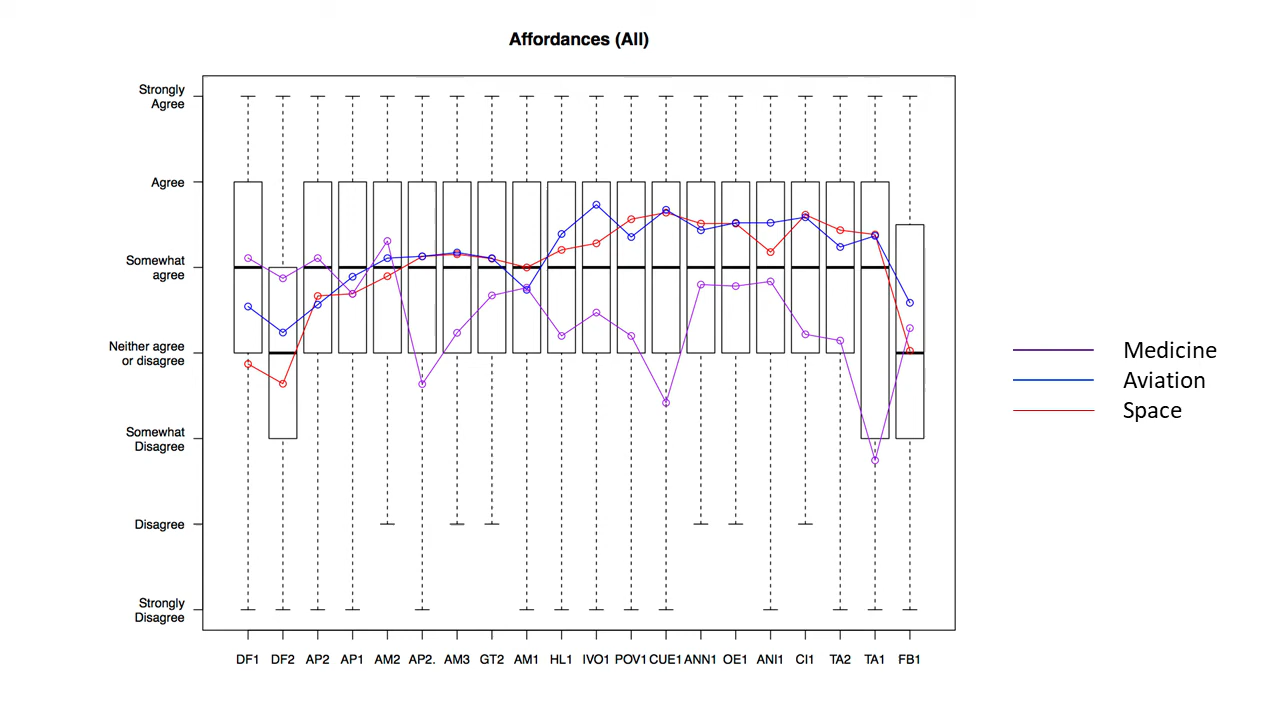 Affordances (All)
Strongly
Agree
Agree
Somewhat
agree
Neither agree
or disagree
Somewhat
Disagree
Disagree
Strongly
Disagree
DF1 DF2 AP2 AP1 AM2 AP2. AM3 GT2 AM1 HL1 IVO1 POV1 CUE1 ANN1 OE1 ANI1 CI1 TA2 TA1 FB1
Medicine
Aviation
Space